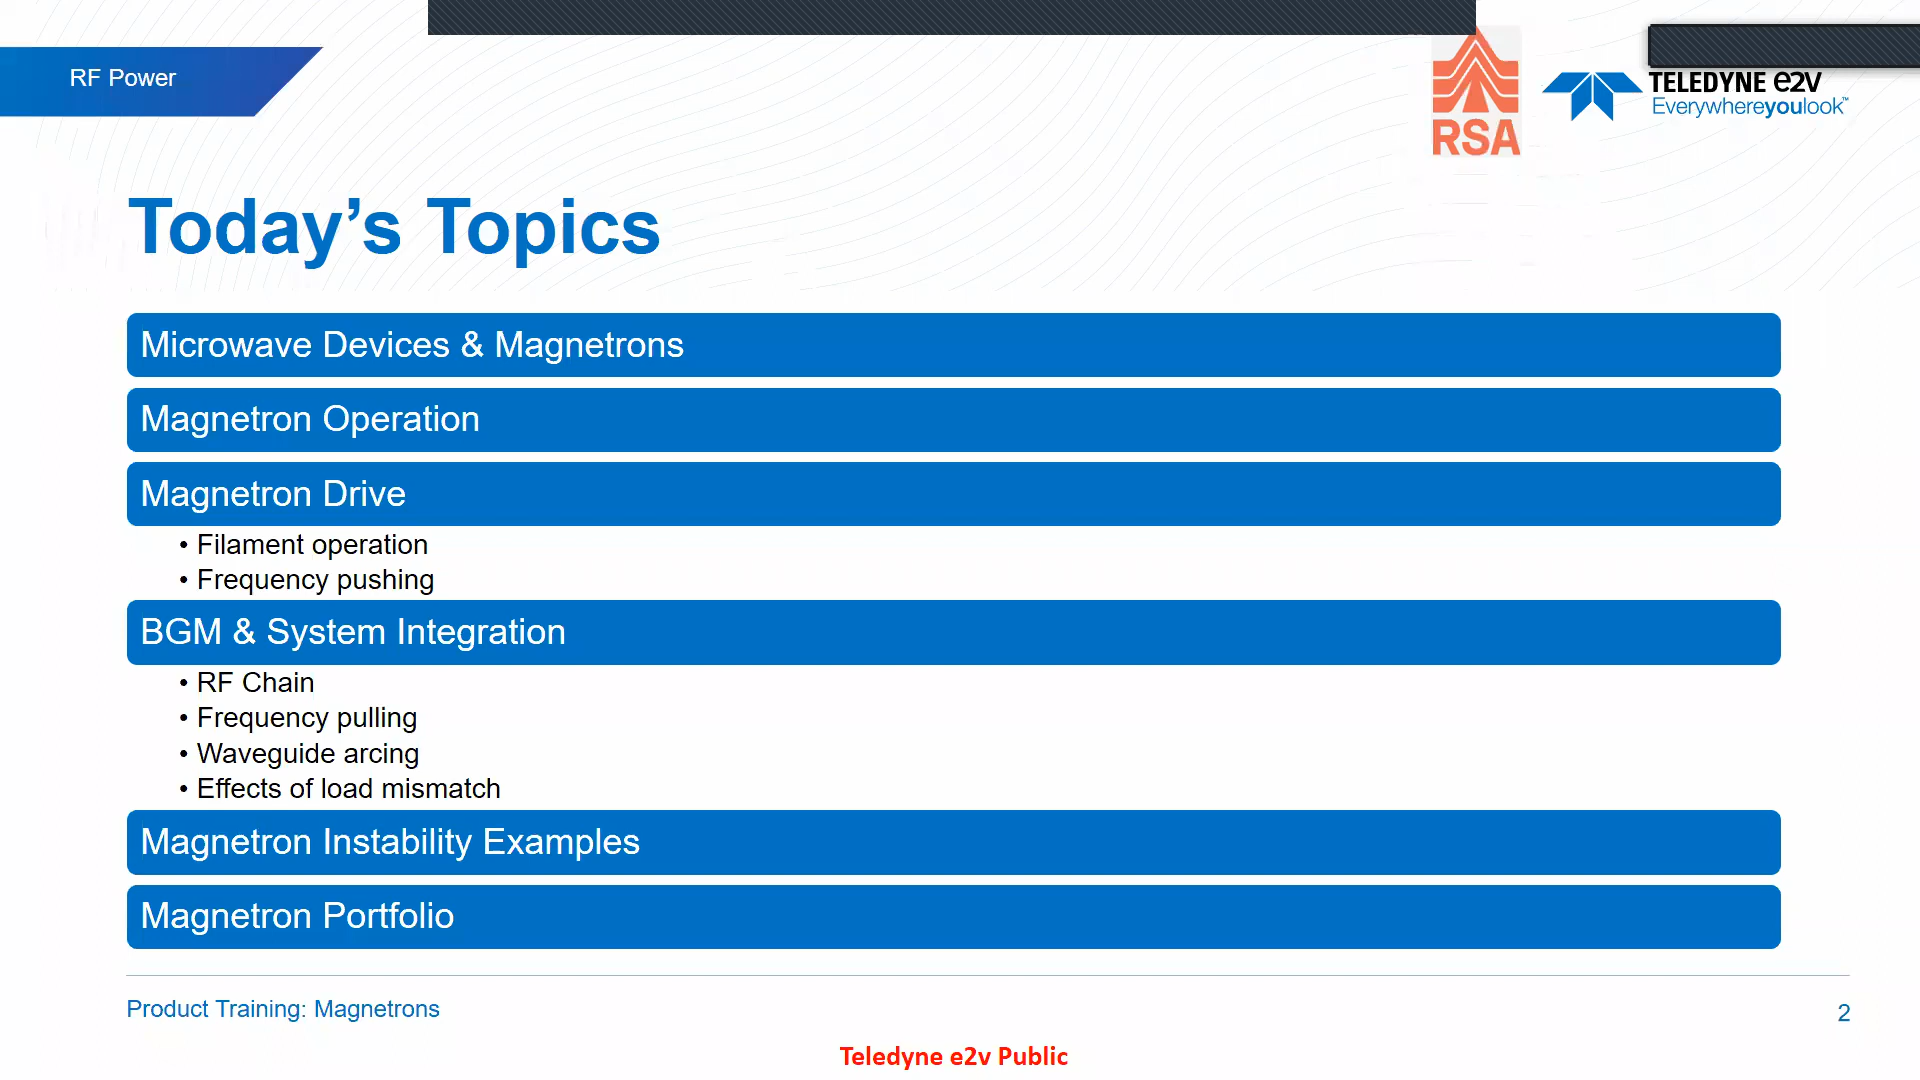 RF Power
RSA
TELEDYNE e2v
Everywhereyoulook™
Today’s Topics
Microwave Devices & Magnetrons
Magnetron Operation
Magnetron Drive
• Filament operation
• Frequency pushing
BGM & System Integration
• RF Chain
• Frequency pulling
• Waveguide arcing
• Effects of load mismatch
Magnetron Instability Examples
Magnetron Portfolio
Product Training: Magnetrons
2
Teledyne e2v Public